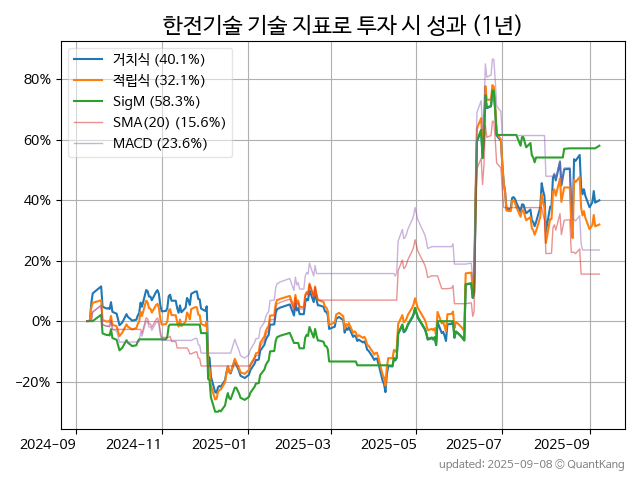 한전기술 기술 지표로 투자 시 성과 (1년)
거치식 (40.1%)
적립식 (32.1%)
SigM (58.3%)
SMA(20) (15.6%)
MACD (23.6%)
80%
60%
40%
20%
0%
−20%
2024-09 2024-11 2025-01 2025-03 2025-05 2025-07 2025-09
updated: 2025-09-08 © QuantKang